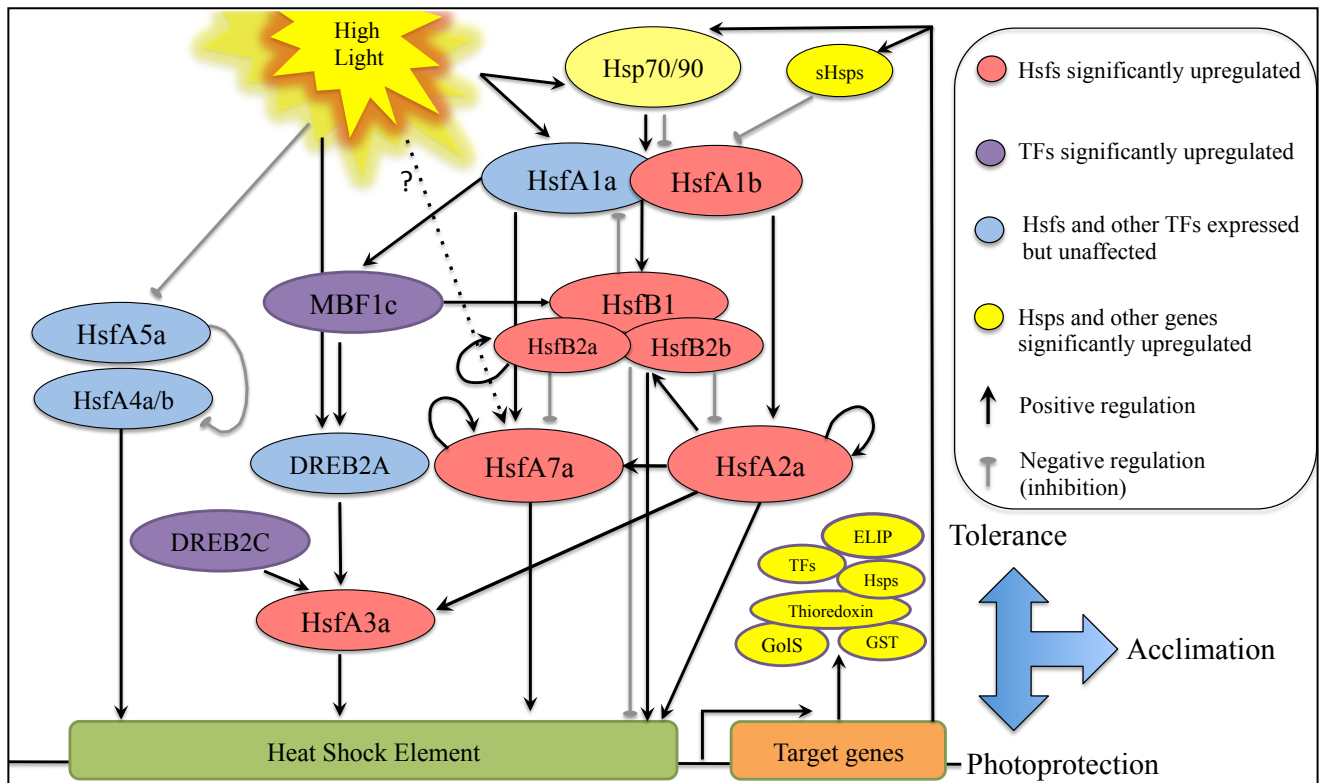 High
Light
Hsp70/90
sHsps
HsfA1a
HsfA1b
?
MBF1c
HsfB1
HsfB2a
HsfB2b
HsfA5a
HsfA4a/b
DREB2A
HsfA7a
HsfA2a
DREB2C
HsfA3a
ELIP
TFs
Hsps
Thioredoxin
GolS
GST
Heat Shock Element
Target genes
Hsfs significantly upregulated
TFs significantly upregulated
Hsfs and other TFs expressed
but unaffected
Hsps and other genes
significantly upregulated
Positive regulation
Negative regulation
(inhibition)
Tolerance
Acclimation
Photoprotection